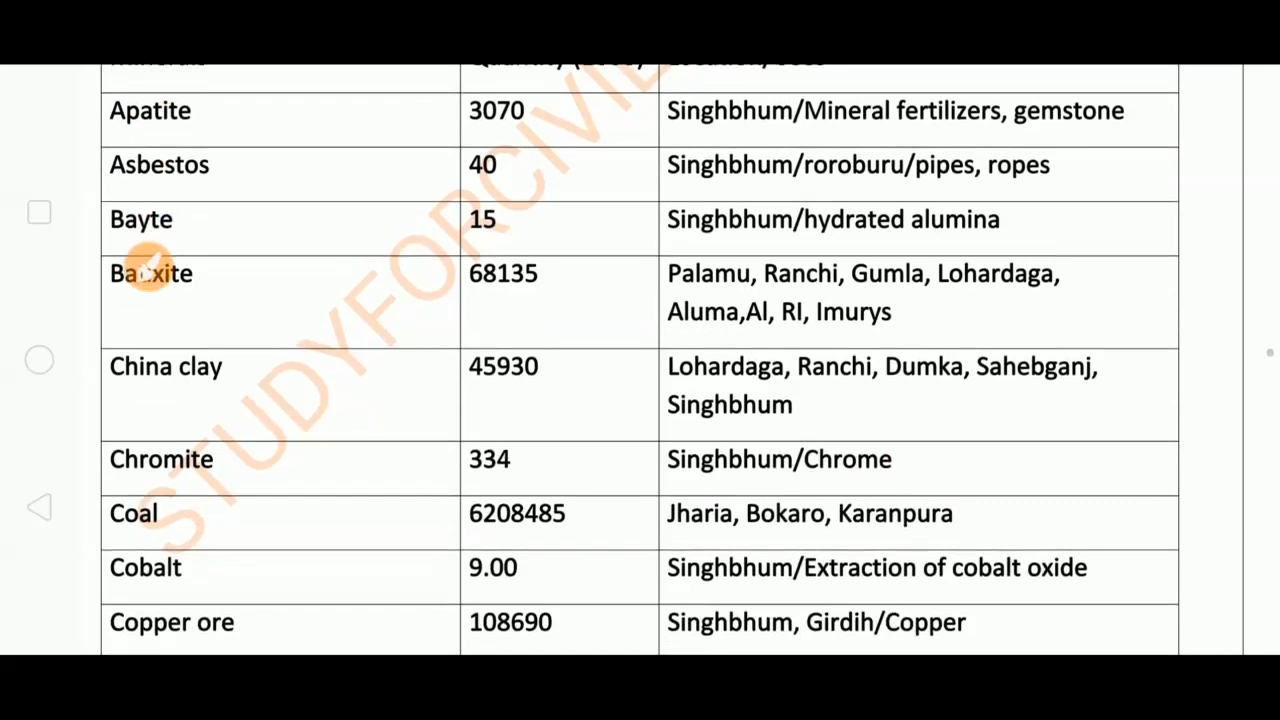 Apatite 3070 Singhbhum/Mineral fertilizers, gemstone
Asbestos 40 Singhbhum/roroburu/pipes, ropes
Bayte 15 Singhbhum/hydrated alumina
Bauxite 68135 Palamu, Ranchi, Gumla, Lohardaga,
Aluma,Al, RI, Imurys
China clay 45930 Lohardaga, Ranchi, Dumka, Sahebganj,
Singhbhum
Chromite 334 Singhbhum/Chrome
Coal 6208485 Jharia, Bokaro, Karanpura
Cobalt 9.00 Singhbhum/Extraction of cobalt oxide
Copper ore 108690 Singhbhum, Girdih/Copper
STUDYFORCIVIL